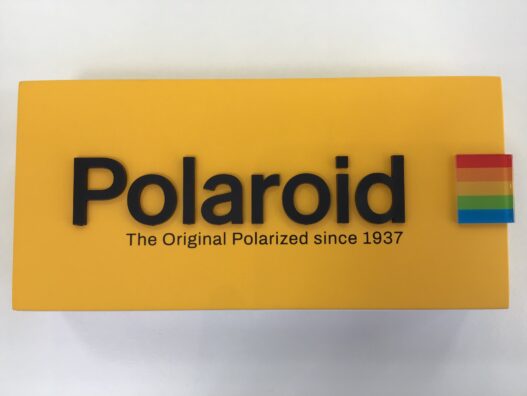 Polaroid
The Original Polarized since 1937